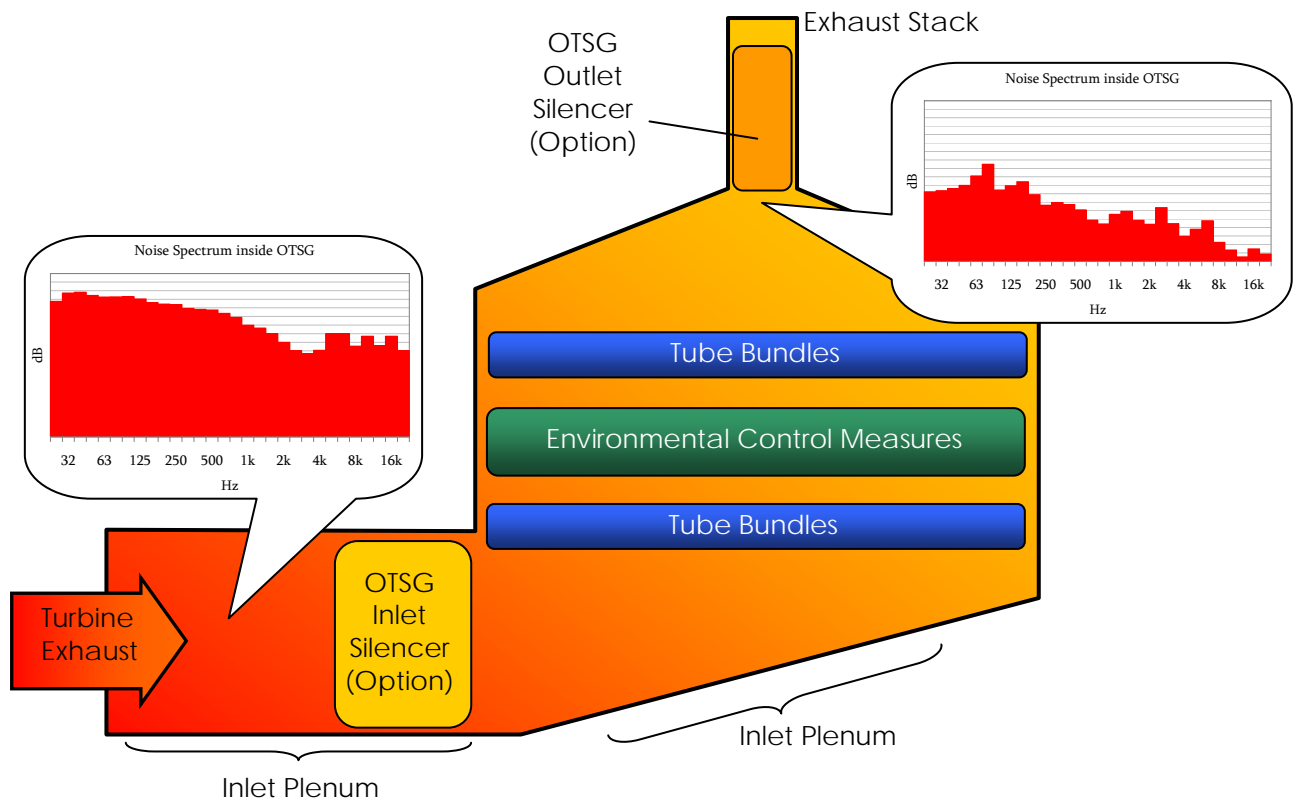 Exhaust Stack
OTSG
Outlet
Silencer
(Option)
Noise Spectrum inside OTSG
dB
32 63 125 250 500 1k 2k 4k 8k 16k
Hz
Noise Spectrum inside OTSG
dB
32 63 125 250 500 1k 2k 4k 8k 16k
Hz
Tube Bundles
Environmental Control Measures
Tube Bundles
Turbine
Exhaust
OTSG
Inlet
Silencer
(Option)
Inlet Plenum
Inlet Plenum